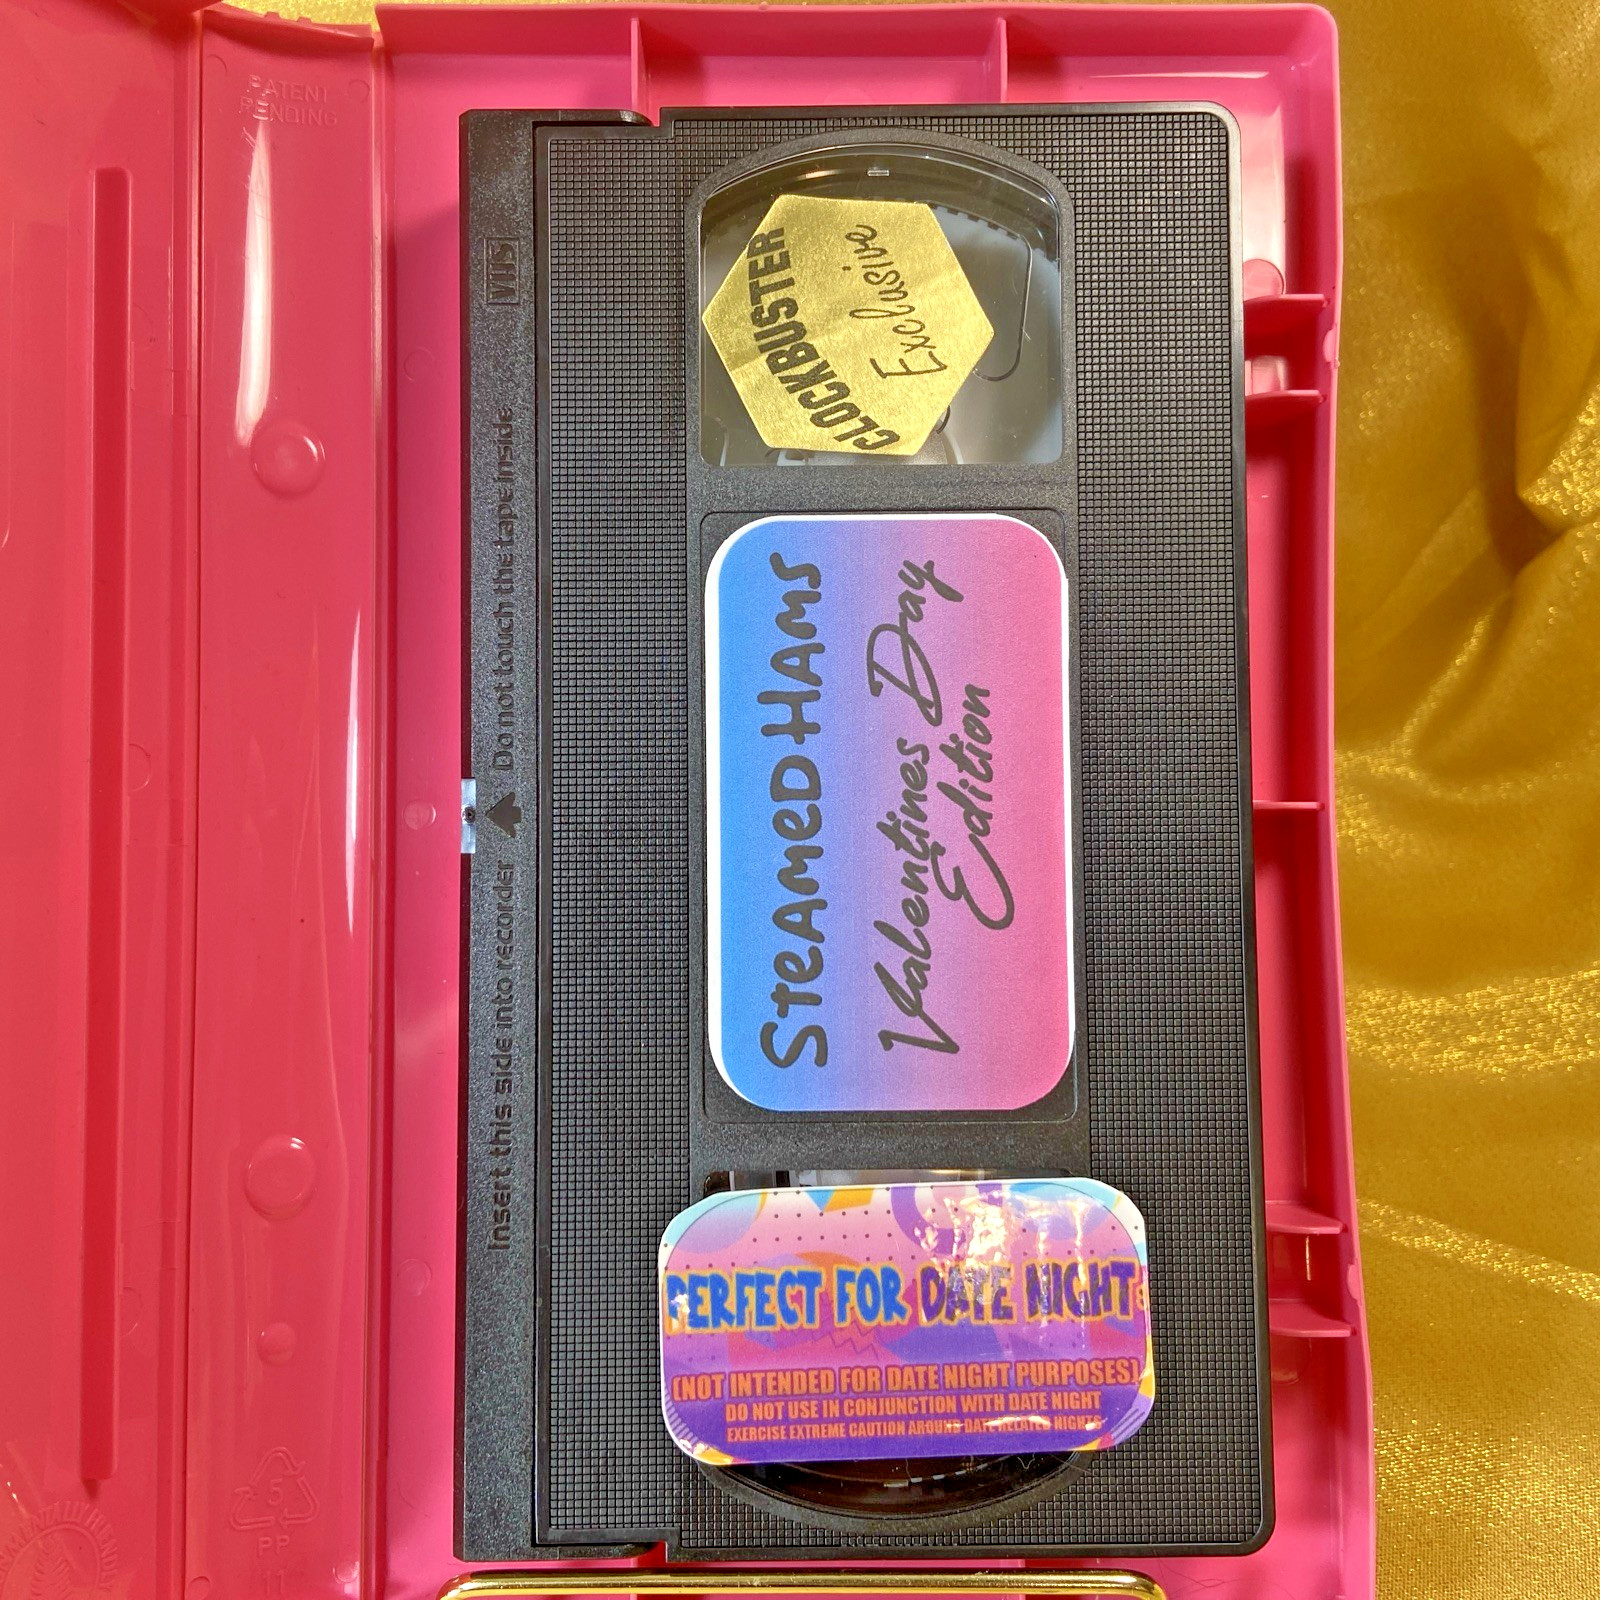 PATENT
PENDING
VHS
Insert this side into recorder ▲ Do not touch the tape inside
CLOCKBUSTER
Exclusive
STEAMED HAMS
Valentines Day
Edition
PERFECT FOR DATE NIGHT
(NOT INTENDED FOR DATE NIGHT PURPOSES)
DO NOT USE IN CONJUNCTION WITH DATE NIGHT
EXERCISE EXTREME CAUTION AROUND DATE RELATED NIGHTS
5
PP